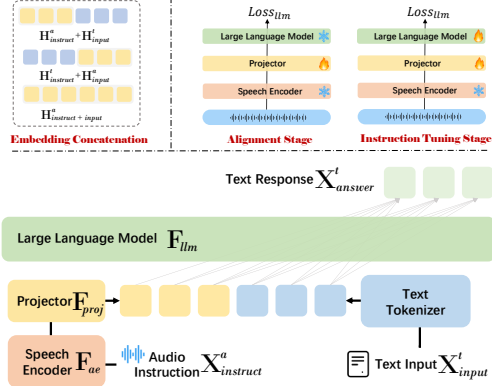 H^a_instruct+H^t_input
H^t_instruct+H^a_input
H^a_instruct + input
Embedding Concatenation
Loss_llm
Large Language Model
Projector
Speech Encoder
Alignment Stage
Loss_llm
Large Language Model
Projector
Speech Encoder
Instruction Tuning Stage
Text Response X^t_answer
Large Language Model F_llm
Projector F_proj
Text Tokenizer
Speech Encoder F_ae
Audio Instruction X^a_instruct
Text Input X^t_input